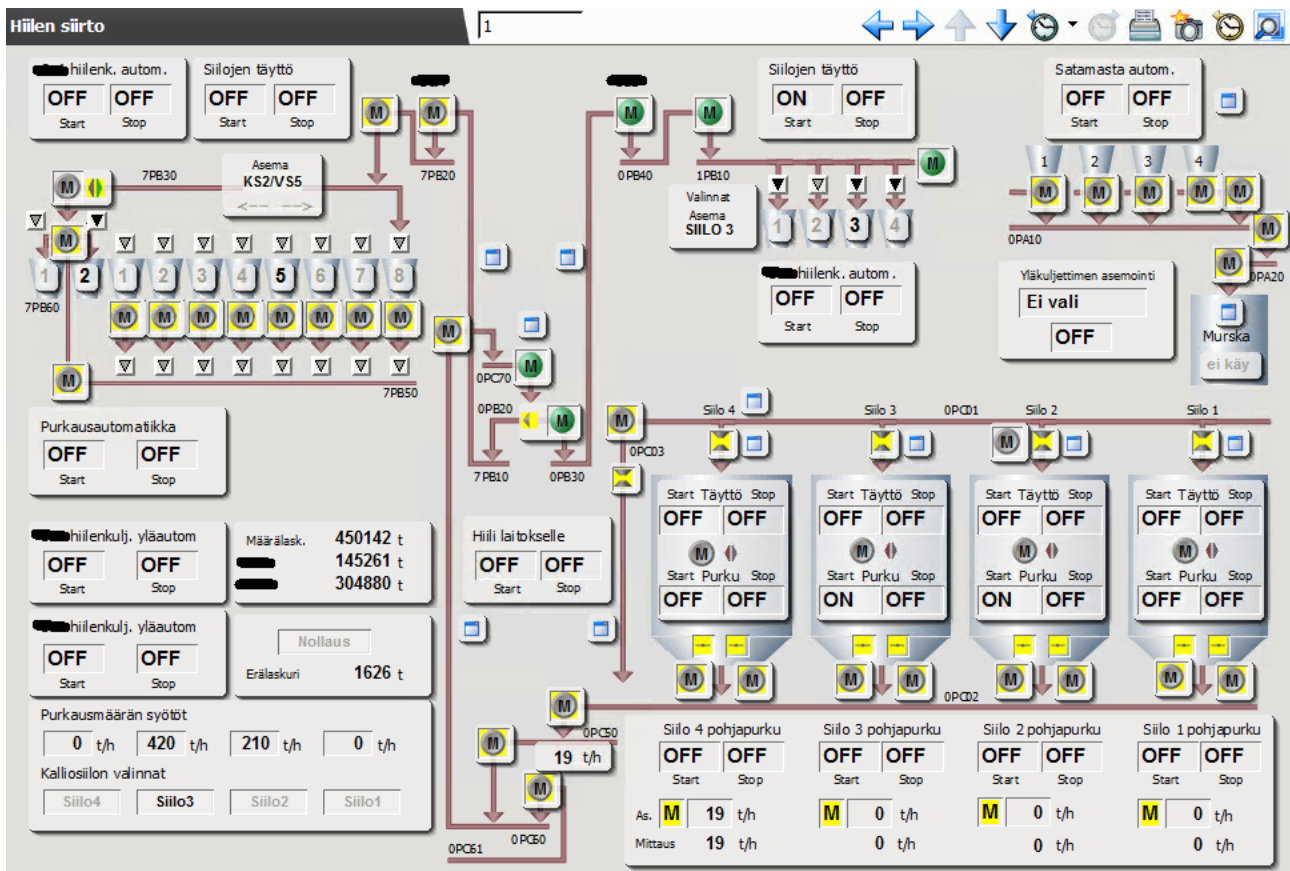 Hiilen siirto
1
hiilenk. autom.
OFF OFF
Start Stop
Siilojen täyttö
OFF OFF
Start Stop
M
M
7PB20
M
M
0PB40
1PB10
Siilojen täyttö
ON OFF
Start Stop
M
Satamasta autom.
OFF OFF
Start Stop
1 2 3 4
M M M M M
0PA10
M
M
0PA20
M
7PB30
Asema
KS2/VS5
<-- -->
M
1 2 1 2 3 4 5 6 7 8
7PB60
M M M M M M M M
M
7PB50
Valinnat
Asema
SIILO 3
1 2 3 4
hiilenk. autom.
OFF OFF
Start Stop
Yläkuljettimen asemointi
Ei vali
OFF
Murska
ei käy
M
0PC70
M
0PB20
M
7PB10
0PB30
Purkausautomatiikka
OFF OFF
Start Stop
M
0PC03
Siilo 4
Siilo 3
0PC01
Siilo 2
Siilo 1
M
Start Täyttö Stop
OFF OFF
M
Start Purku Stop
OFF OFF
M M
Start Täyttö Stop
OFF OFF
M
Start Purku Stop
ON OFF
M M
Start Täyttö Stop
OFF OFF
M
Start Purku Stop
ON OFF
M M
Start Täyttö Stop
OFF OFF
M
Start Purku Stop
OFF OFF
M M
0PC02
hiilenkulj. yläautom
OFF OFF
Start Stop
Määrälask. 450142 t
145261 t
304880 t
Hiili laitokselle
OFF OFF
Start Stop
hiilenkulj. yläautom
OFF OFF
Start Stop
Nollaus
Erälaskuri 1626 t
Purkausmäärän syötöt
0 t/h 420 t/h 210 t/h 0 t/h
Kalliosiilon valinnat
Siilo4 Siilo3 Siilo2 Siilo1
M
0PC50
M
19 t/h
M
0PC60
0PC61
Siilo 4 pohjapurku
OFF OFF
Start Stop
As. M 19 t/h
Mittaus 19 t/h
Siilo 3 pohjapurku
OFF OFF
Start Stop
M 0 t/h
0 t/h
Siilo 2 pohjapurku
OFF OFF
Start Stop
M 0 t/h
0 t/h
Siilo 1 pohjapurku
OFF OFF
Start Stop
M 0 t/h
0 t/h